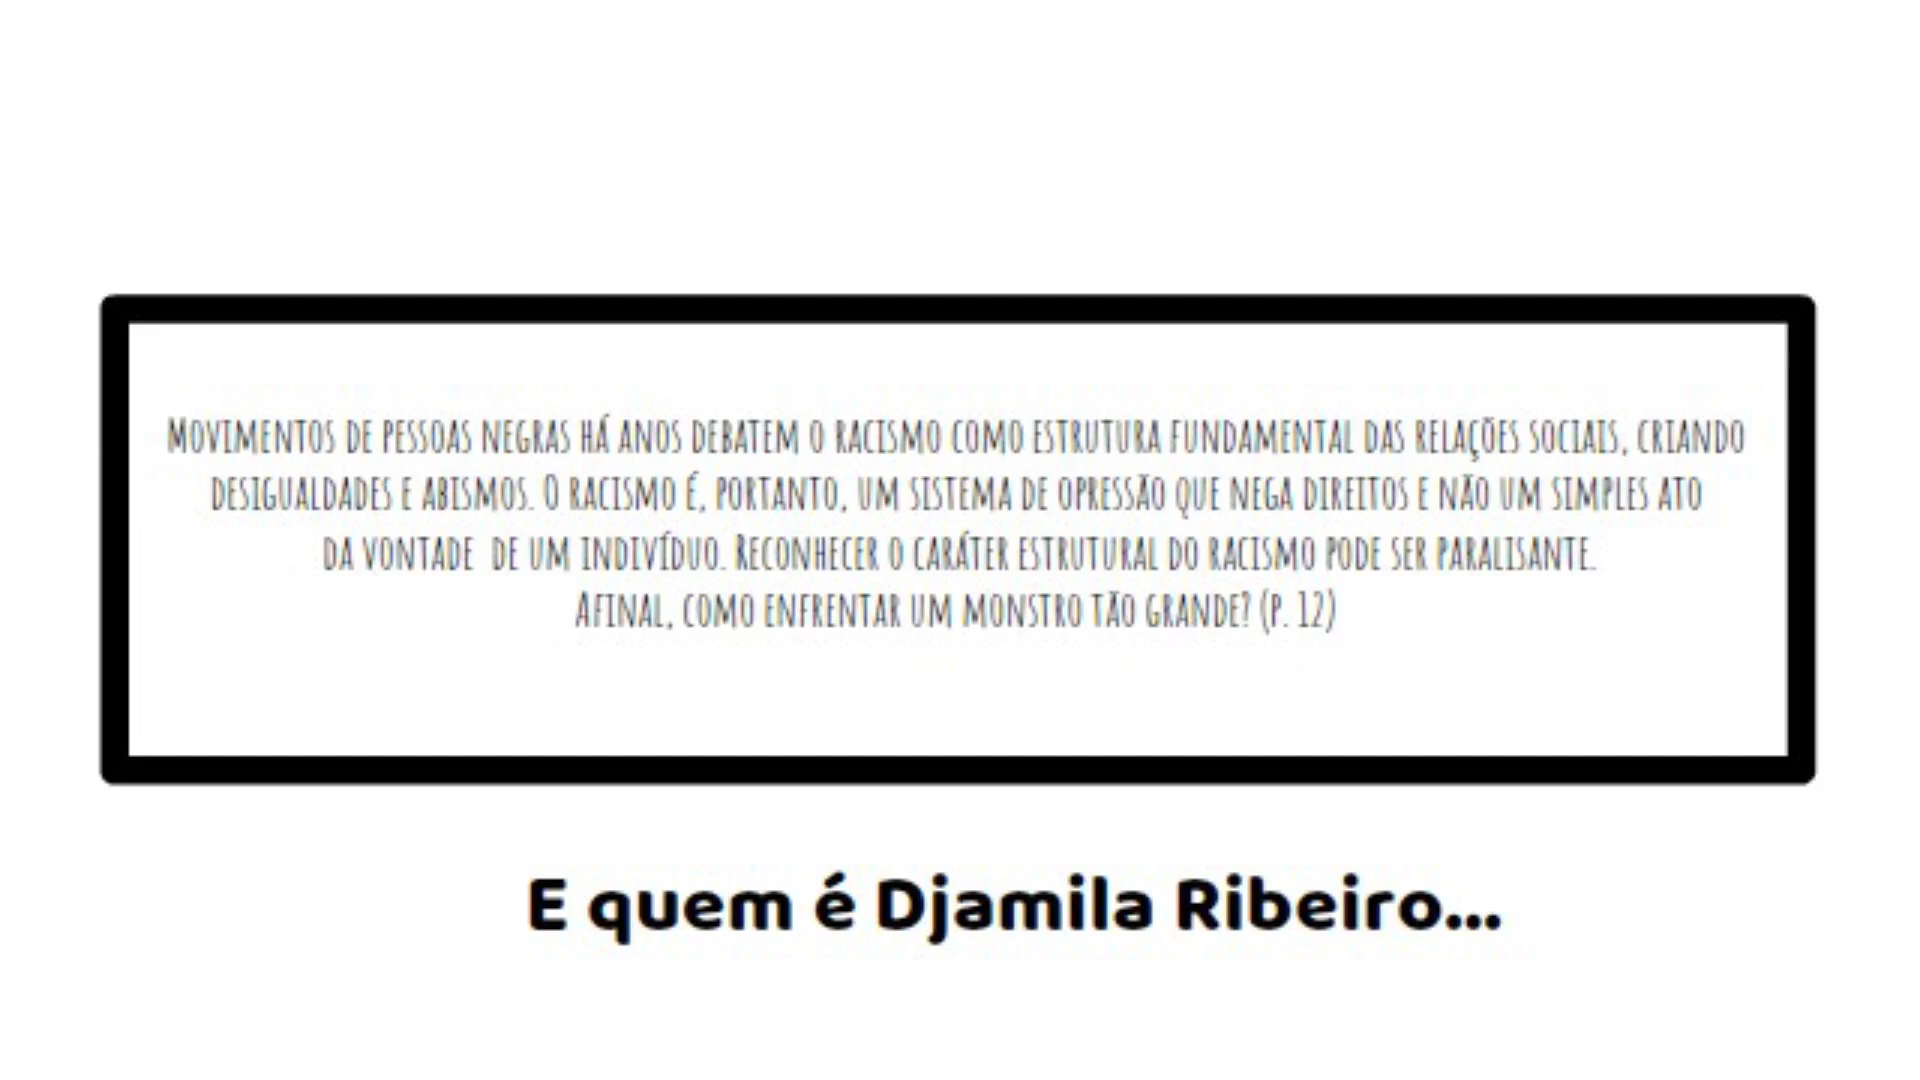 Movimentos de pessoas negras há anos debatem o racismo como estrutura fundamental das relações sociais, criando
desigualdades e abismos. O racismo é, portanto, um sistema de opressão que nega direitos e não um simples ato
da vontade de um indivíduo. Reconhecer o caráter estrutural do racismo pode ser paralisante.
Afinal, como enfrentar um monstro tão grande? (p. 12)
E quem é Djamila Ribeiro...